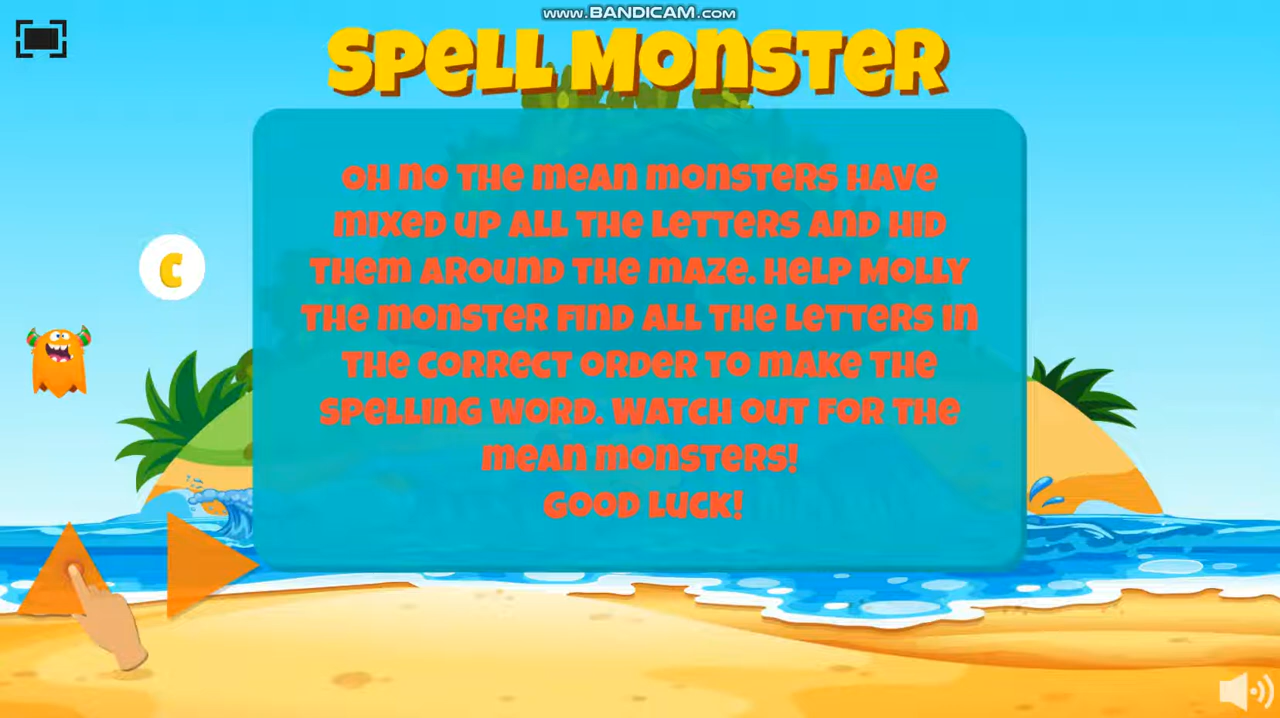 www.BANDICAM.com
Spell Monster
OH NO THE MEAN MONSTERS HAVE
MIXED UP ALL THE LETTERS AND HID
THEM AROUND THE MAZE. HELP MOLLY
THE MONSTER FIND ALL THE LETTERS IN
THE CORRECT ORDER TO MAKE THE
SPELLING WORD. WATCH OUT FOR THE
MEAN MONSTERS!
GOOD LUCK!
C